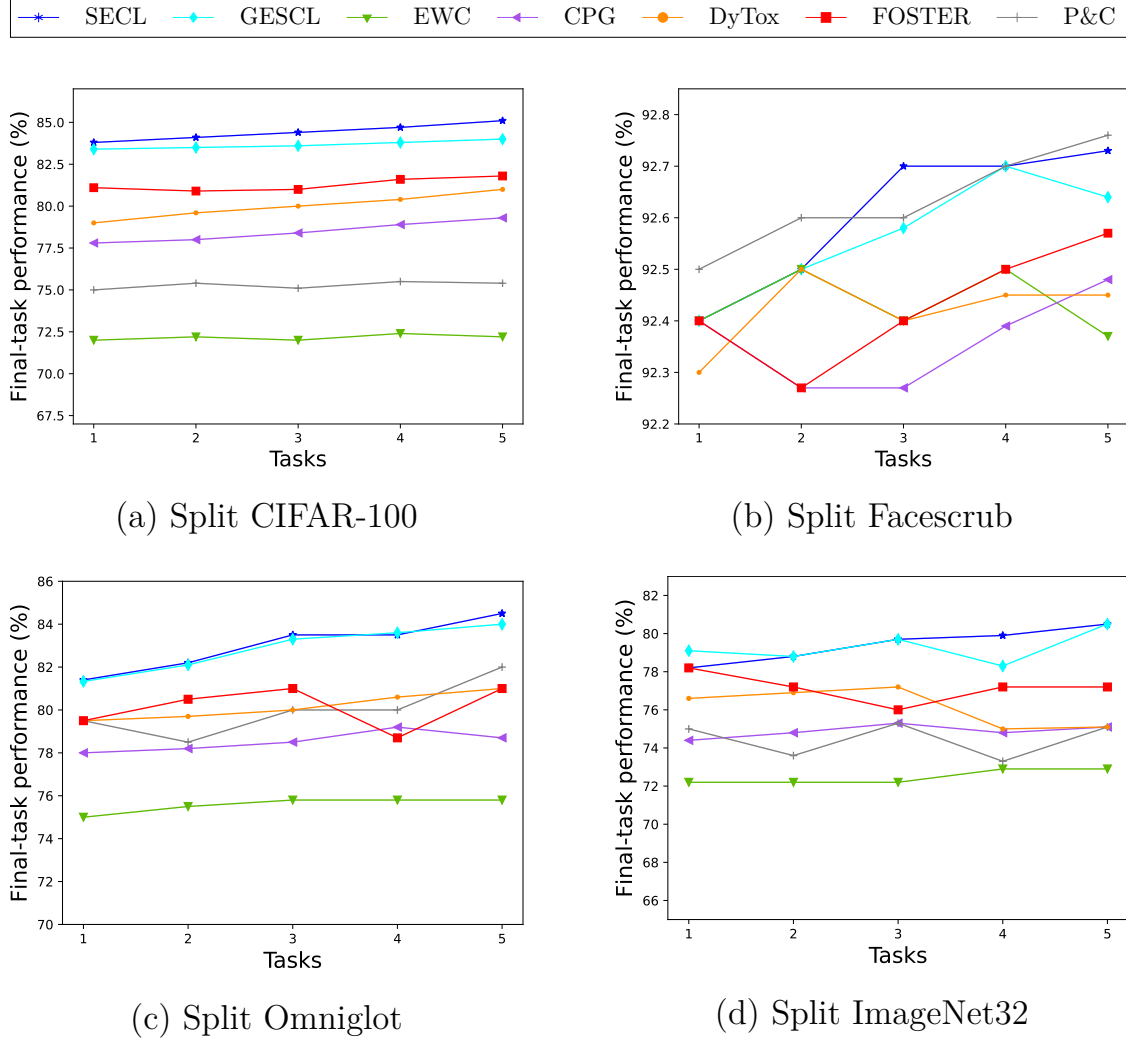 SECL GESCL EWC CPG DyTox FOSTER P&C
Final-task performance (%)
85.0
82.5
80.0
77.5
75.0
72.5
70.0
67.5
1 2 3 4 5
Tasks
(a) Split CIFAR-100
Final-task performance (%)
92.8
92.7
92.6
92.5
92.4
92.3
92.2
1 2 3 4 5
Tasks
(b) Split Facescrub
Final-task performance (%)
86
84
82
80
78
76
74
72
70
1 2 3 4 5
Tasks
(c) Split Omniglot
Final-task performance (%)
82
80
78
76
74
72
70
68
66
1 2 3 4 5
Tasks
(d) Split ImageNet32